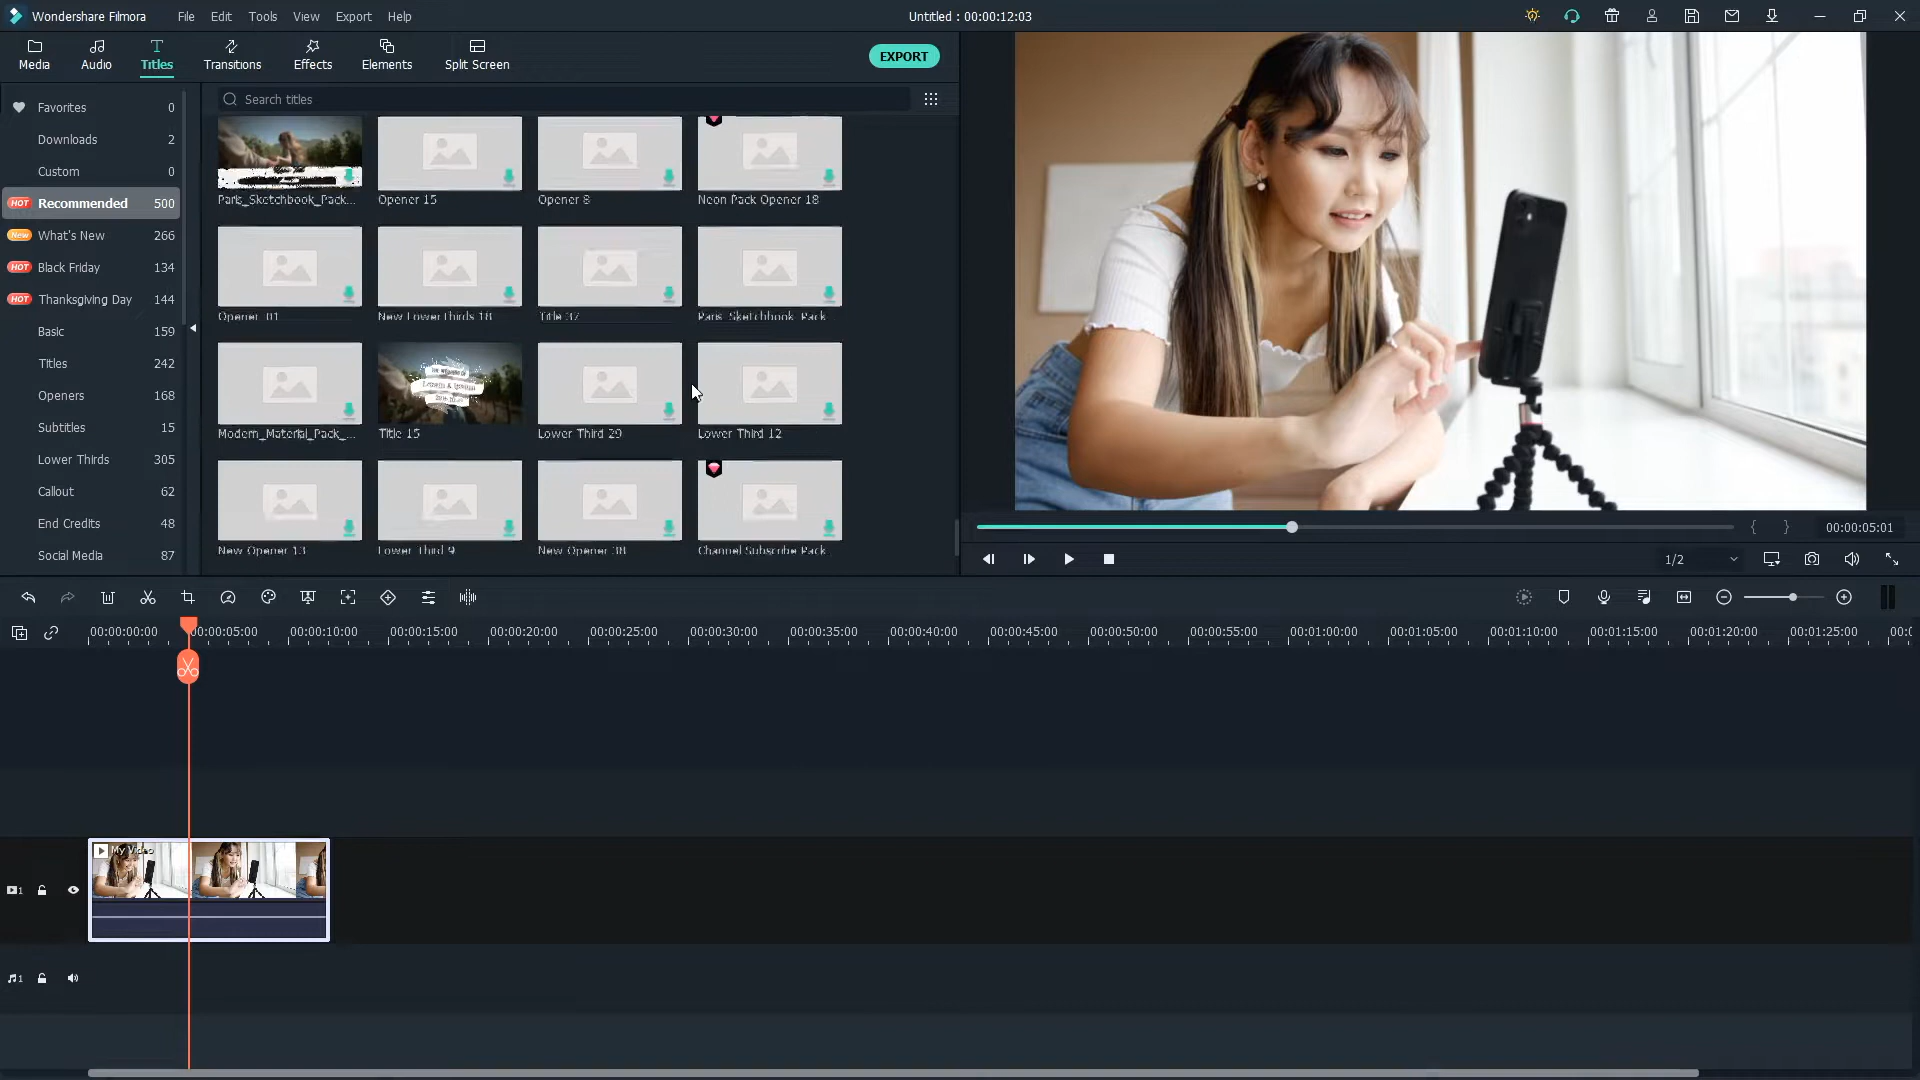 Wondershare Filmora File Edit Tools View Export Help Untitled : 00:00:12:03
Media Audio Titles Transitions Effects Elements Split Screen EXPORT
Favorites 0
Downloads 2
Custom 0
HOT Recommended 500
New What's New 266
HOT Black Friday 134
HOT Thanksgiving Day 144
Basic 159
Titles 242
Openers 168
Subtitles 15
Lower Thirds 305
Callout 62
End Credits 48
Social Media 87
Search titles
Paris_Sketchbook_Pack... Opener 15 Opener 8 Neon Pack Opener 18
Opener 01 New LowerThirds 18 Title 37 Paris_Sketchbook_Pack
Modern_Material_Pack_... Title 15 Lower Third 29 Lower Third 12
New Opener 13 Lower Third 9 New Opener 38 Channel Subscribe Pack
{ } 00:00:05:01
1/2
00:00:00:00 00:00:05:00 00:00:10:00 00:00:15:00 00:00:20:00 00:00:25:00 00:00:30:00 00:00:35:00 00:00:40:00 00:00:45:00 00:00:50:00 00:00:55:00 00:01:00:00 00:01:05:00 00:01:10:00 00:01:15:00 00:01:20:00 00:01:25:00
My Video
1
1